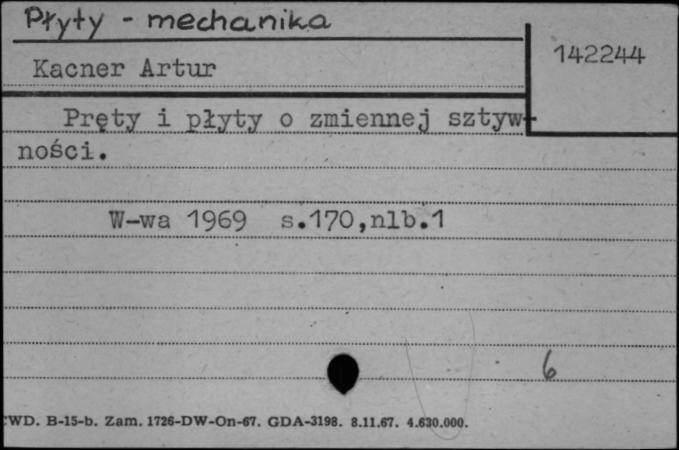 Płyty - mechanika
142244
Kacner Artur
Pręty i płyty o zmiennej sztyw-
ności.
W-wa 1969 s.170,nlb.1
6
CWD. B-15-b. Zam. 1726-DW-On-67. GDA-3198. 8.11.67. 4.630.000.